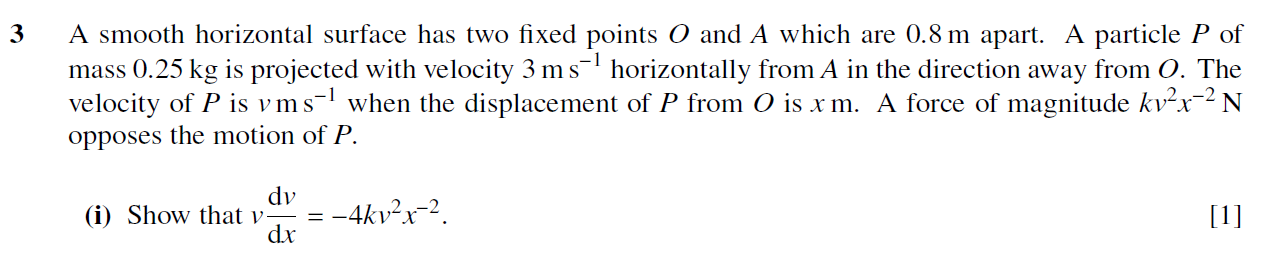 3 A smooth horizontal surface has two fixed points O and A which are 0.8 m apart. A particle P of
mass 0.25 kg is projected with velocity 3 m s⁻¹ horizontally from A in the direction away from O. The
velocity of P is v m s⁻¹ when the displacement of P from O is x m. A force of magnitude kv²x⁻² N
opposes the motion of P.
(i) Show that v dv/dx = −4kv²x⁻². [1]